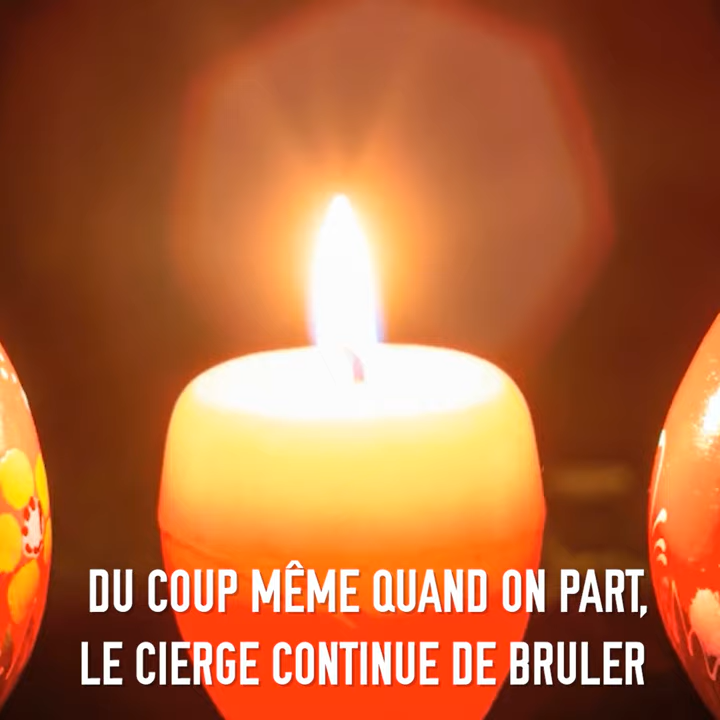 DU COUP MÊME QUAND ON PART,
LE CIERGE CONTINUE DE BRULER